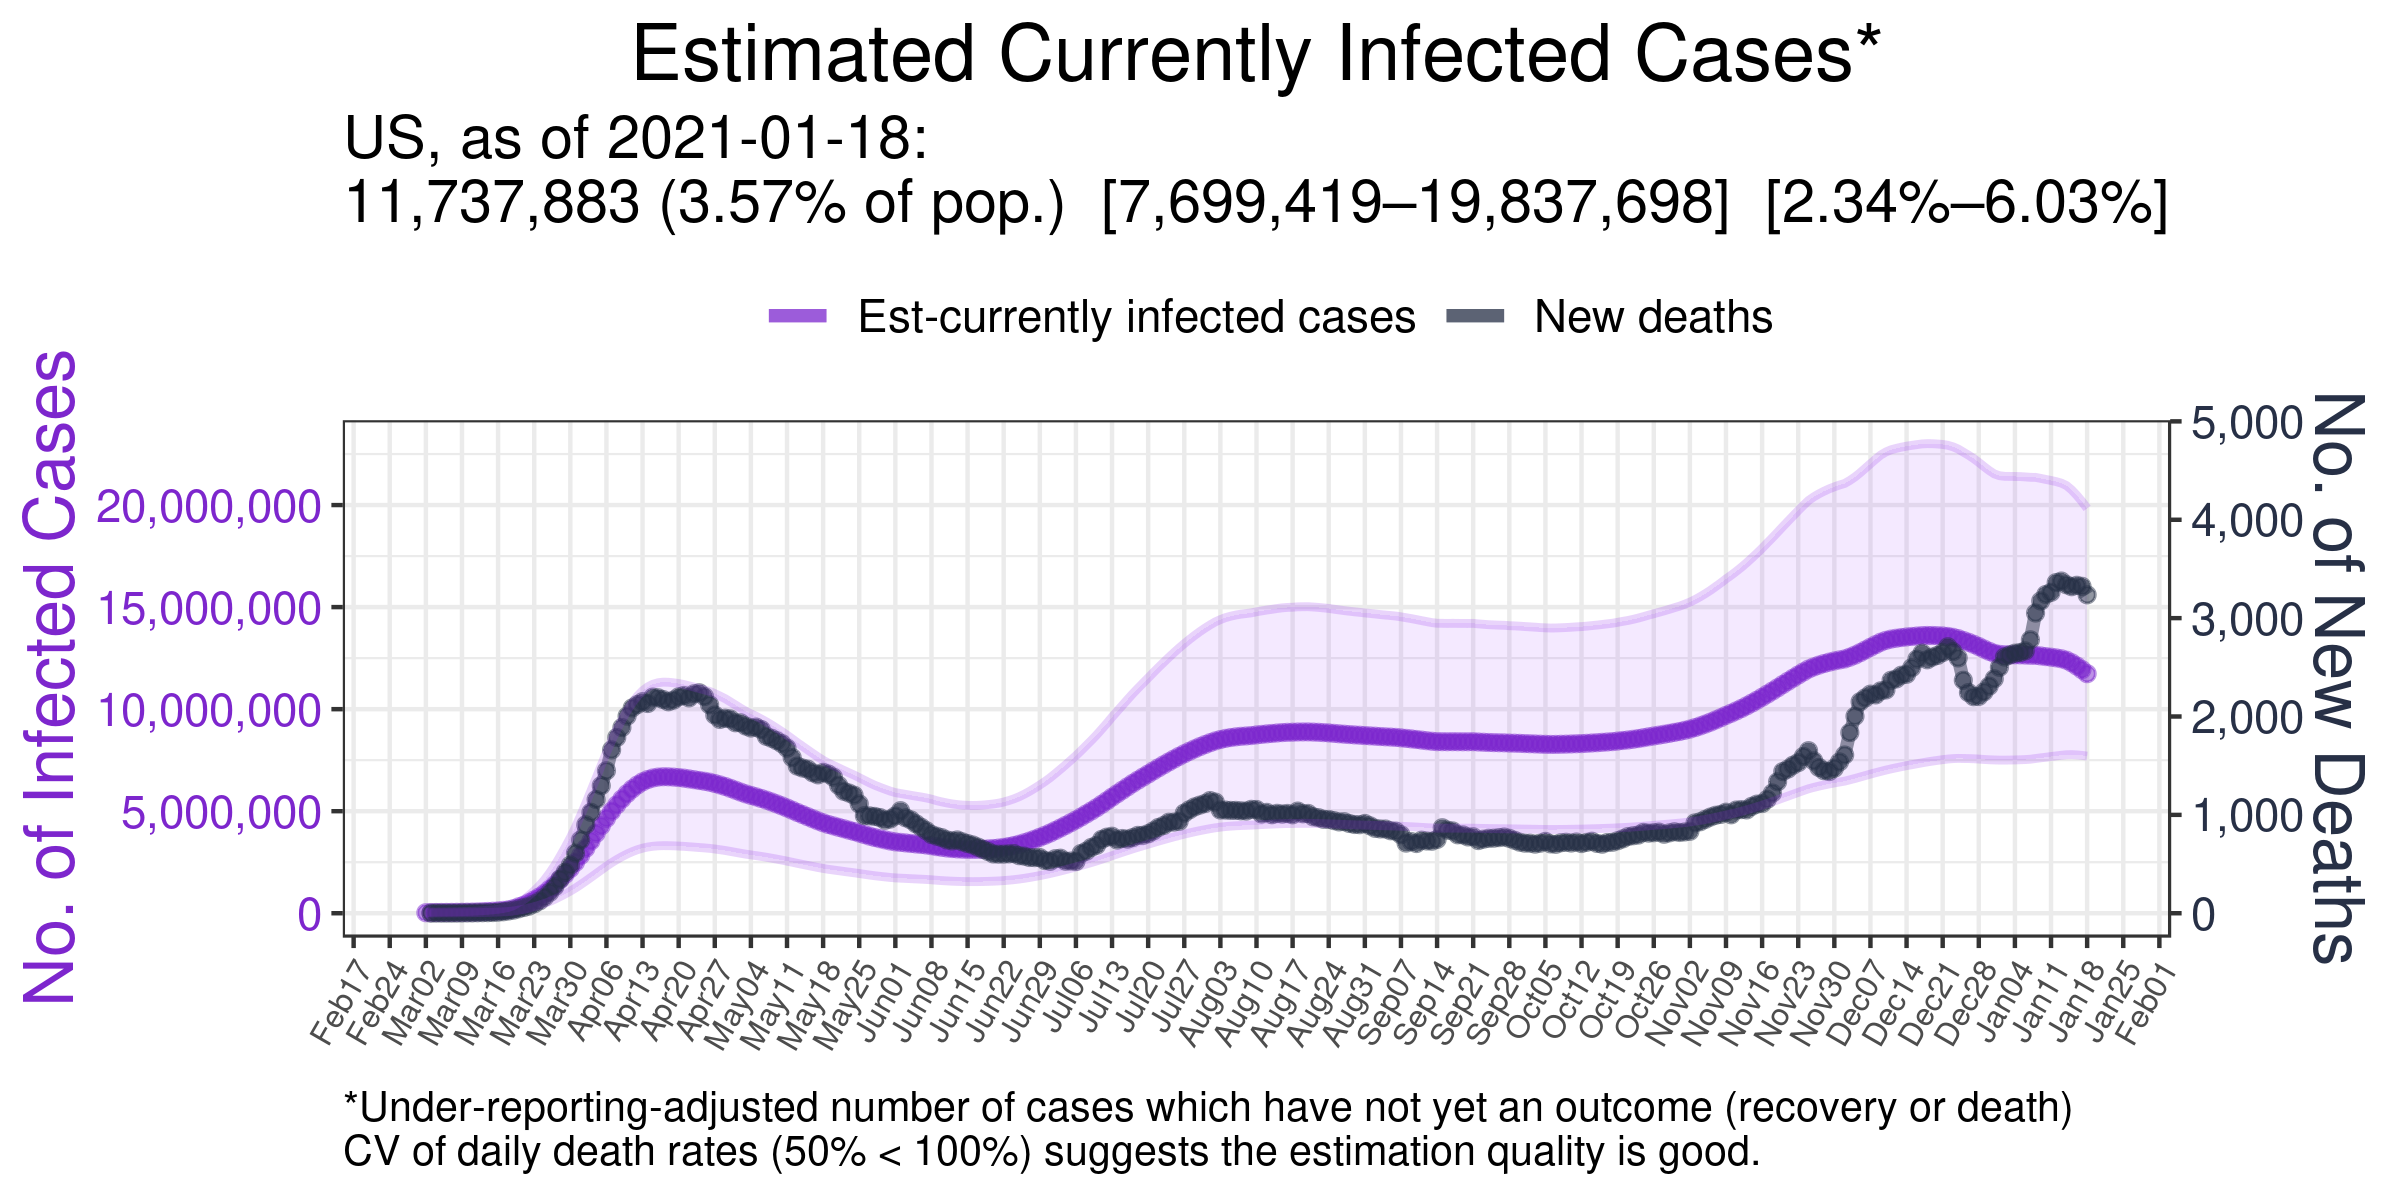 Estimated Currently Infected Cases*
US, as of 2021-01-18:
11,737,883 (3.57% of pop.) [7,699,419–19,837,698] [2.34%–6.03%]
Est-currently infected cases
New deaths
No. of Infected Cases
20,000,000
15,000,000
10,000,000
5,000,000
0
5,000
4,000
3,000
2,000
1,000
0
No. of New Deaths
Feb17
Feb24
Mar02
Mar09
Mar16
Mar23
Mar30
Apr06
Apr13
Apr20
Apr27
May04
May11
May18
May25
Jun01
Jun08
Jun15
Jun22
Jun29
Jul06
Jul13
Jul20
Jul27
Aug03
Aug10
Aug17
Aug24
Aug31
Sep07
Sep14
Sep21
Sep28
Oct05
Oct12
Oct19
Oct26
Nov02
Nov09
Nov16
Nov23
Nov30
Dec07
Dec14
Dec21
Dec28
Jan04
Jan11
Jan18
Jan25
Feb01
*Under-reporting-adjusted number of cases which have not yet an outcome (recovery or death)
CV of daily death rates (50% < 100%) suggests the estimation quality is good.